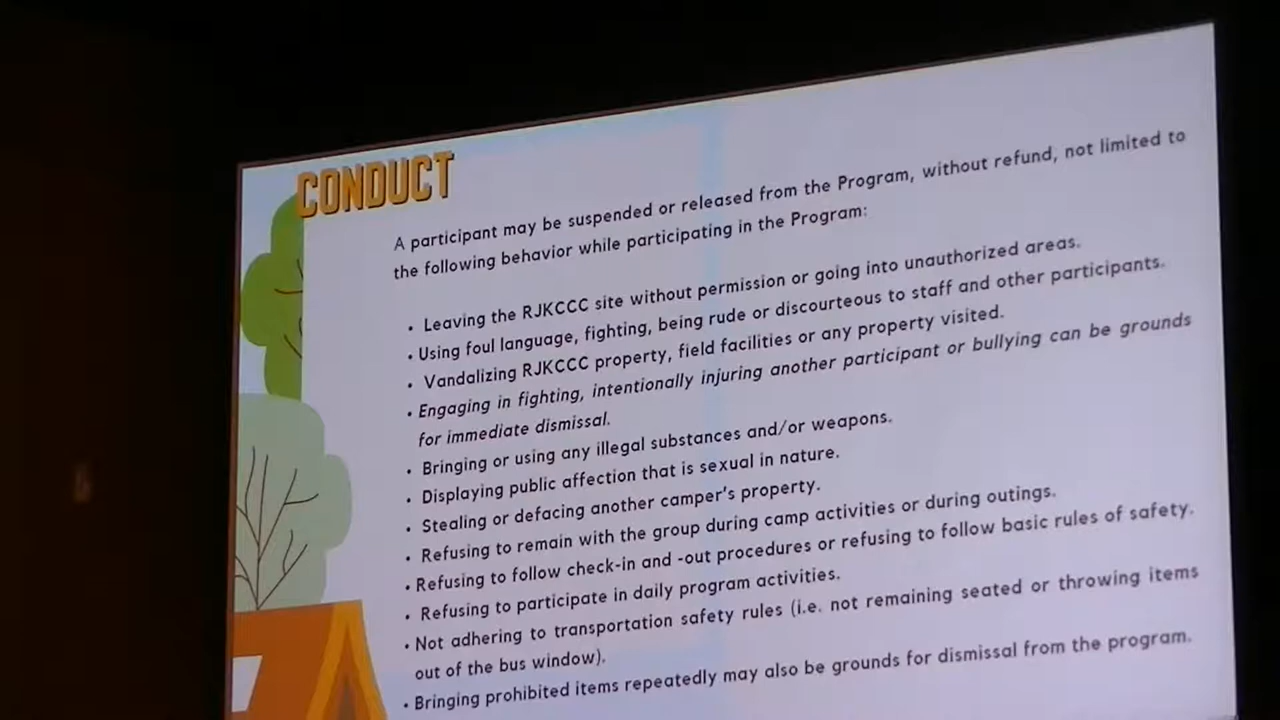 CONDUCT
A participant may be suspended or released from the Program, without refund, not limited to
the following behavior while participating in the Program:
• Leaving the RJKCCC site without permission or going into unauthorized areas.
• Using foul language, fighting, being rude or discourteous to staff and other participants.
• Vandalizing RJKCCC property, field facilities or any property visited.
• Engaging in fighting, intentionally injuring another participant or bullying can be grounds
for immediate dismissal.
• Bringing or using any illegal substances and/or weapons.
• Displaying public affection that is sexual in nature.
• Stealing or defacing another camper's property.
• Refusing to remain with the group during camp activities or during outings.
• Refusing to follow check-in and -out procedures or refusing to follow basic rules of safety.
• Refusing to participate in daily program activities.
• Not adhering to transportation safety rules (i.e. not remaining seated or throwing items
out of the bus window).
• Bringing prohibited items repeatedly may also be grounds for dismissal from the program.